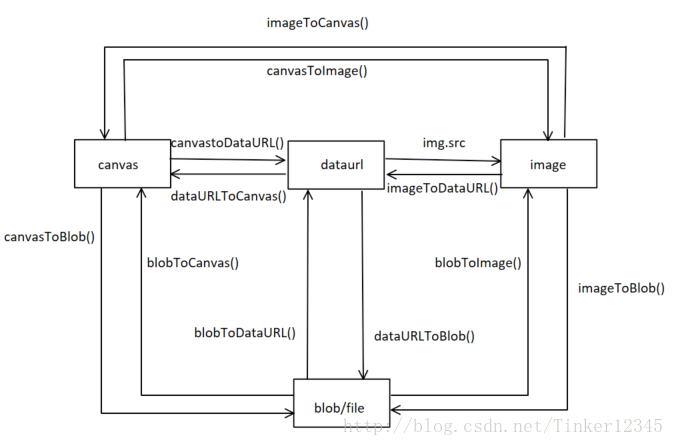 imageToCanvas()
canvasToImage()
canvastoDataURL()
img.src
canvas
dataurl
image
dataURLToCanvas()
imageToDataURL()
canvasToBlob()
blobToCanvas()
blobToImage()
imageToBlob()
blobToDataURL()
dataURLToBlob()
blob/file
http://blog.csdn.net/Tinker12345